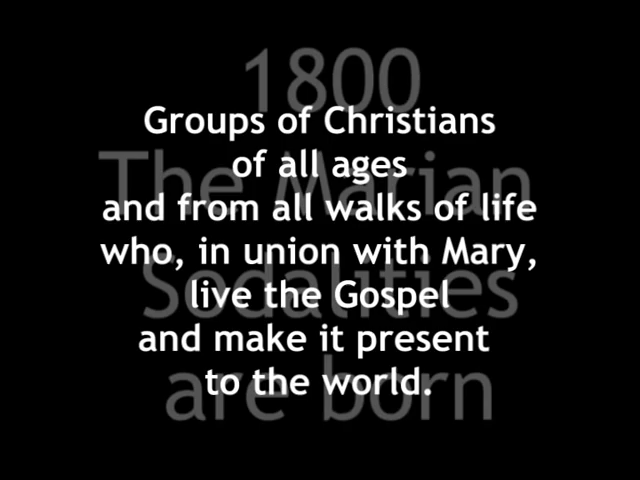 1800
The Marian
Sodalities
are born
Groups of Christians
of all ages
and from all walks of life
who, in union with Mary,
live the Gospel
and make it present
to the world.